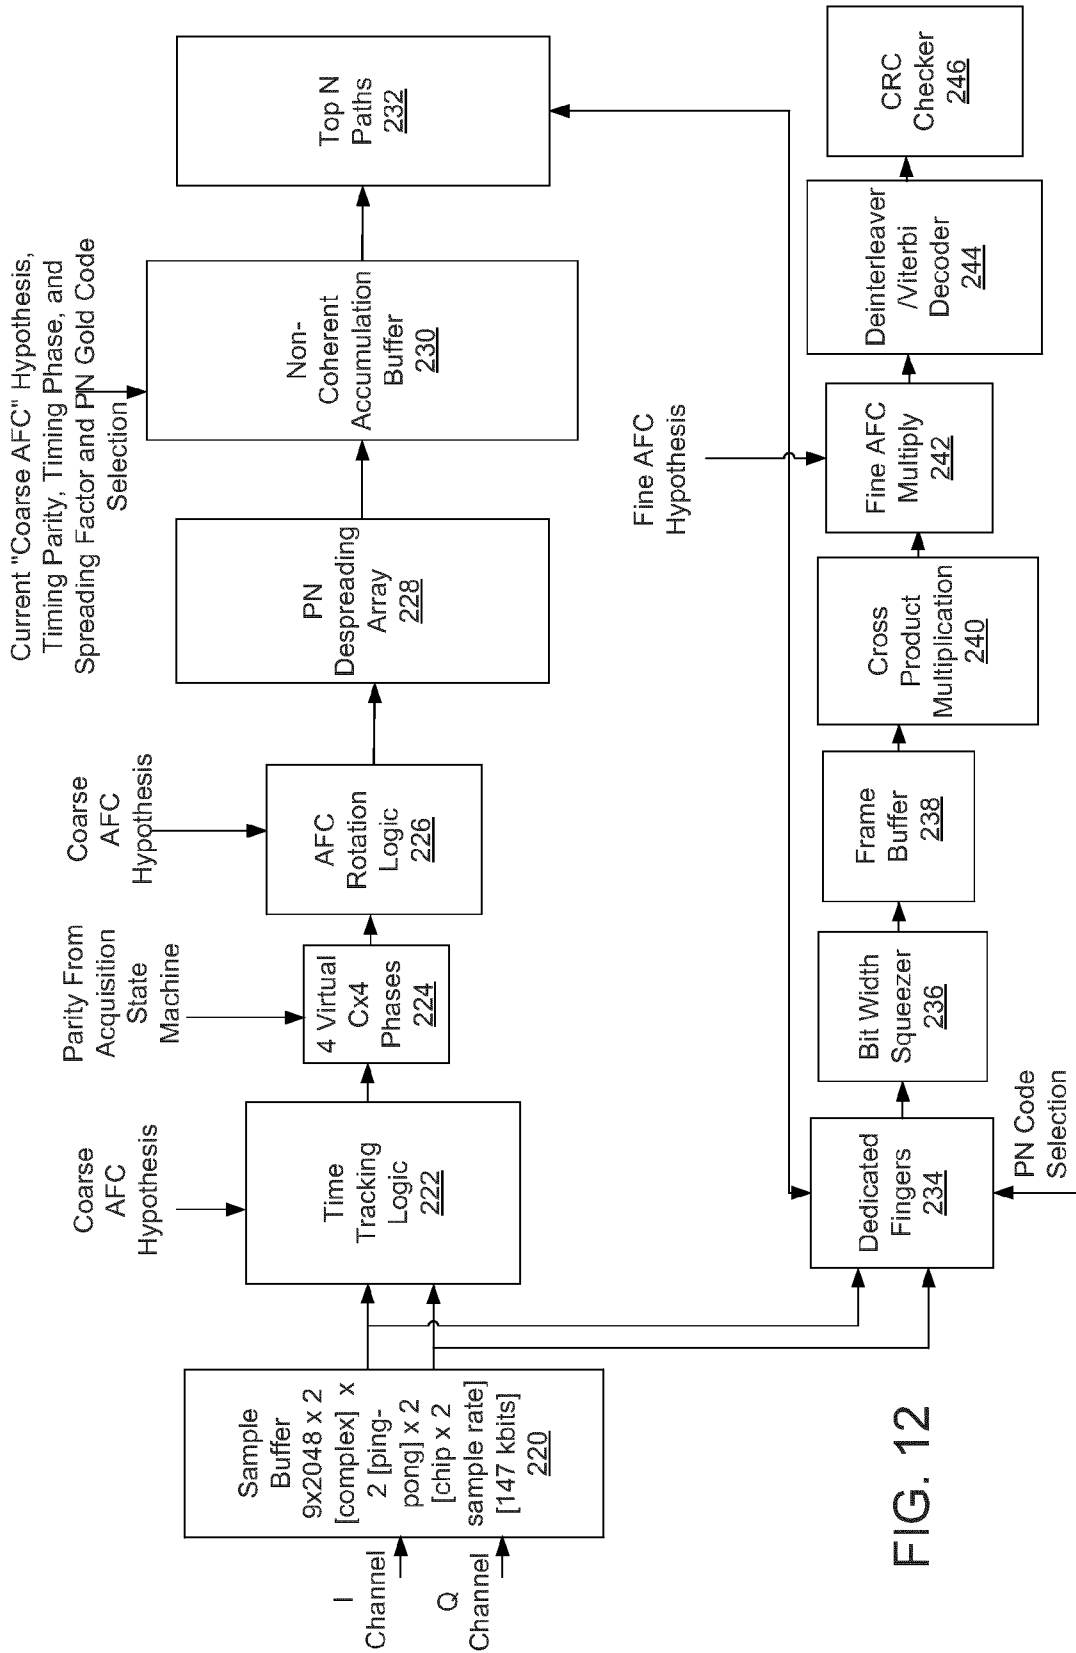 I
Channel
Q
Channel
Sample
Buffer
9x2048 x 2
[complex] x
2 [ping-
pong] x 2
[chip x 2
sample rate]
[147 kbits]
220
Coarse
AFC
Hypothesis
Time
Tracking
Logic
222
Parity From
Acquisition
State
Machine
4 Virtual
Cx4
Phases
224
Coarse
AFC
Hypothesis
AFC
Rotation
Logic
226
PN
Despreading
Array
228
Current "Coarse AFC" Hypothesis,
Timing Parity, Timing Phase, and
Spreading Factor and PN Gold Code
Selection
Non-
Coherent
Accumulation
Buffer
230
Top N
Paths
232
PN Code
Selection
Dedicated
Fingers
234
Bit Width
Squeezer
236
Frame
Buffer
238
Cross
Product
Multiplication
240
Fine AFC
Hypothesis
Fine AFC
Multiply
242
Deinterleaver
/Viterbi
Decoder
244
CRC
Checker
246
FIG. 12